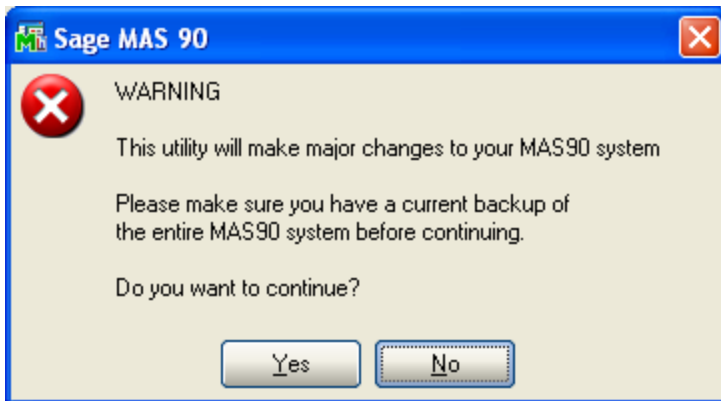 Sage MAS 90
WARNING
This utility will make major changes to your MAS90 system
Please make sure you have a current backup of
the entire MAS90 system before continuing.
Do you want to continue?
Yes
No